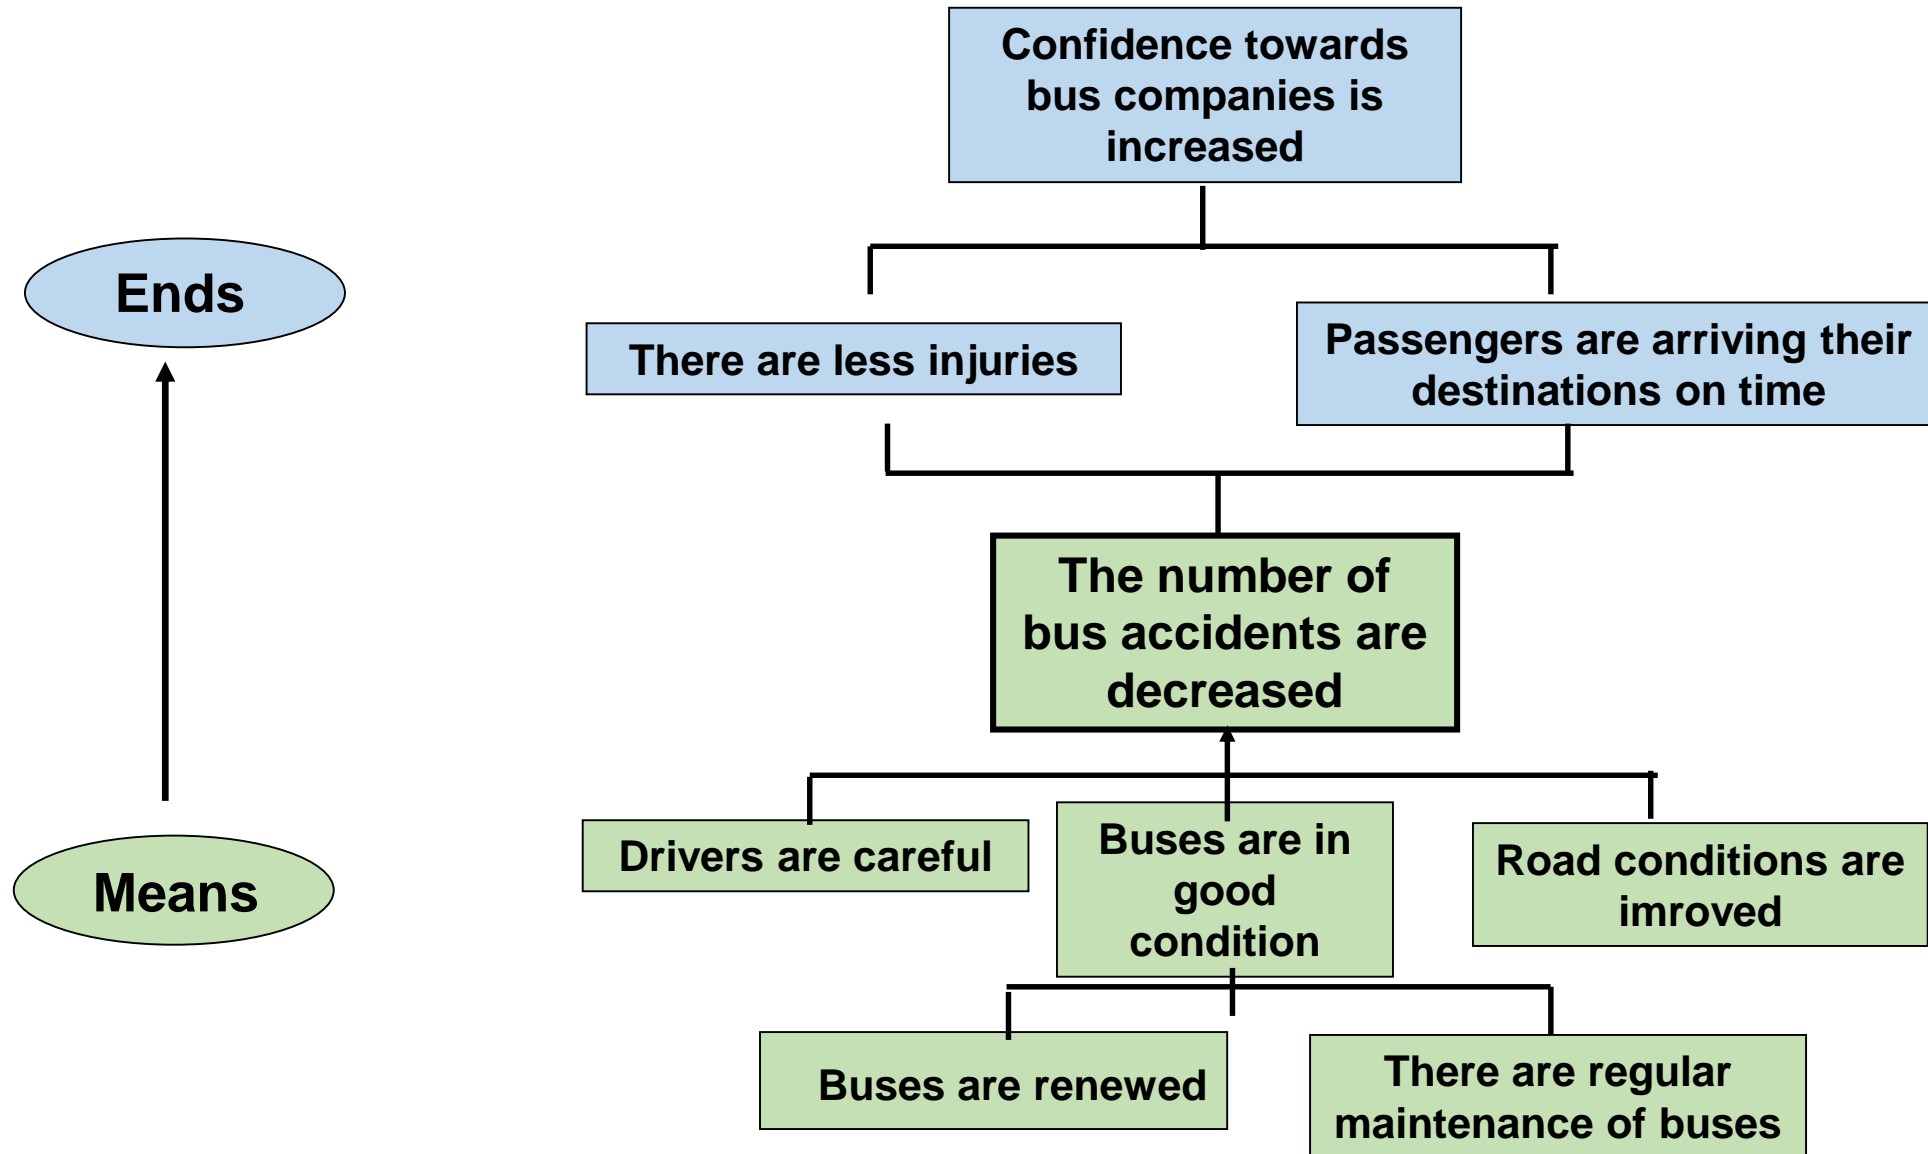 Confidence towards
bus companies is
increased
Ends
There are less injuries
Passengers are arriving their
destinations on time
The number of
bus accidents are
decreased
Means
Drivers are careful
Buses are in
good
condition
Road conditions are
imroved
Buses are renewed
There are regular
maintenance of buses